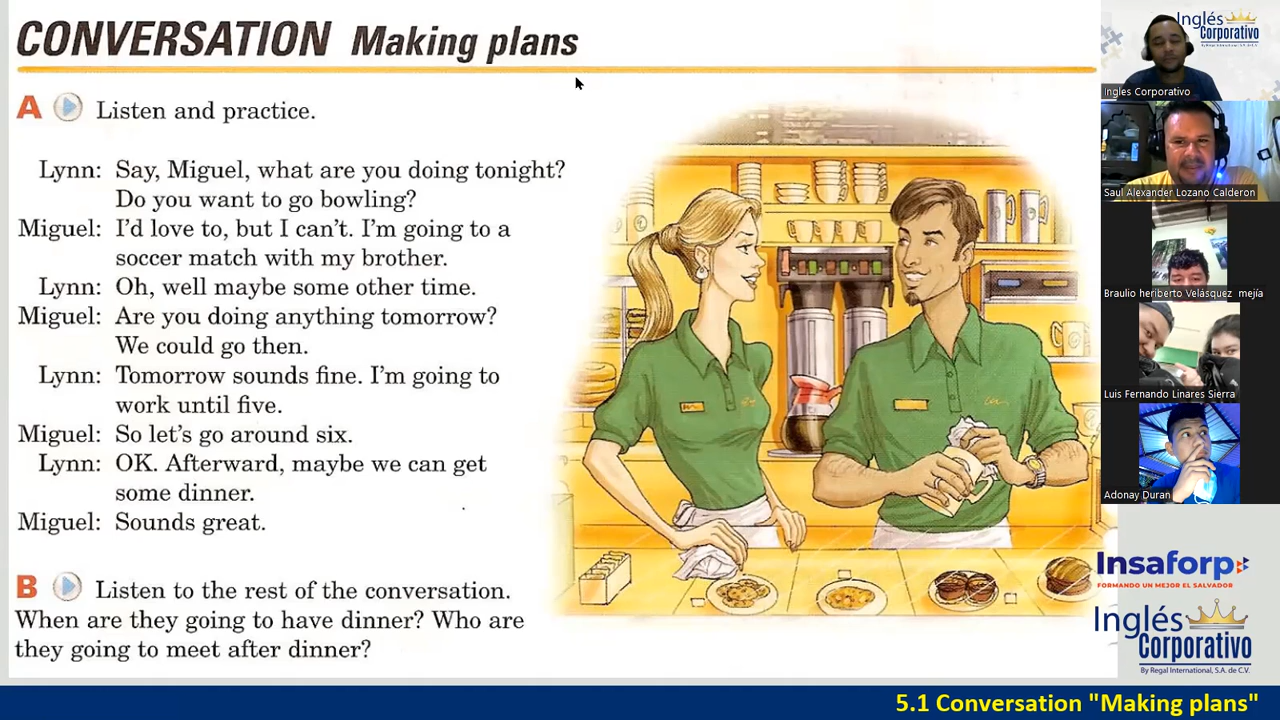 CONVERSATION Making plans
A Listen and practice.
Lynn: Say, Miguel, what are you doing tonight?
Do you want to go bowling?
Miguel: I'd love to, but I can't. I'm going to a
soccer match with my brother.
Lynn: Oh, well maybe some other time.
Miguel: Are you doing anything tomorrow?
We could go then.
Lynn: Tomorrow sounds fine. I'm going to
work until five.
Miguel: So let's go around six.
Lynn: OK. Afterward, maybe we can get
some dinner.
Miguel: Sounds great.
B Listen to the rest of the conversation.
When are they going to have dinner? Who are
they going to meet after dinner?
Inglés
Corporativo
By Regal International, S.A. de C.V.
Ingles Corporativo
Saul Alexander Lozano Calderon
Braulio heriberto Velasquez mejía
Luis Fernando Linares Sierra
Adonay Duran
Insaforp
FORMANDO UN MEJOR EL SALVADOR
Inglés
Corporativo
By Regal International, S.A. de C.V.
5.1 Conversation "Making plans"